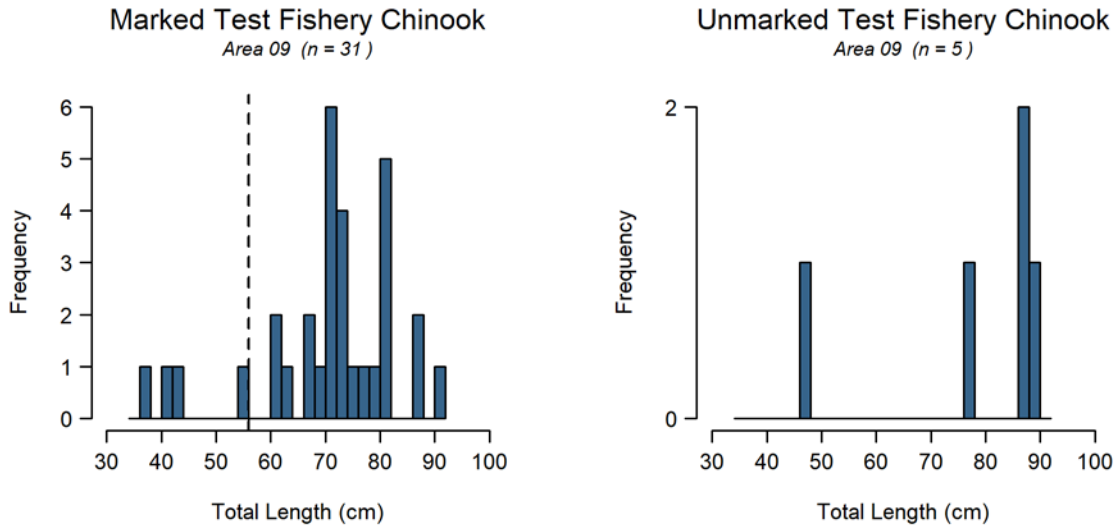 Marked Test Fishery Chinook
Area 09 (n = 31 )
Frequency
6
5
4
3
2
1
0
30 40 50 60 70 80 90 100
Total Length (cm)
Unmarked Test Fishery Chinook
Area 09 (n = 5 )
Frequency
2
0
30 40 50 60 70 80 90 100
Total Length (cm)